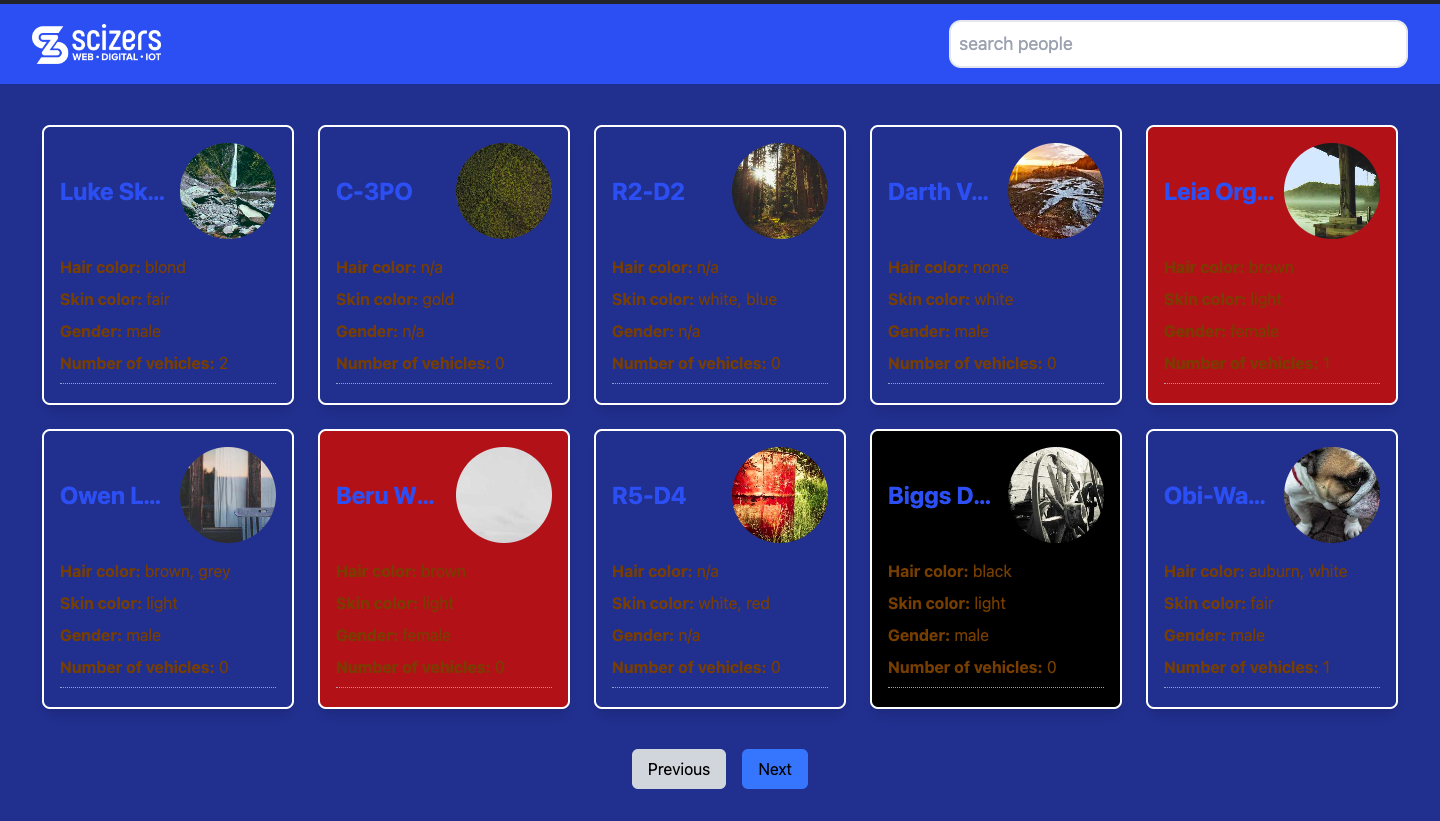 scizers
WEB • DIGITAL • IOT
search people
Luke Sk...
Hair color: blond
Skin color: fair
Gender: male
Number of vehicles: 2
C-3PO
Hair color: n/a
Skin color: gold
Gender: n/a
Number of vehicles: 0
R2-D2
Hair color: n/a
Skin color: white, blue
Gender: n/a
Number of vehicles: 0
Darth V...
Hair color: none
Skin color: white
Gender: male
Number of vehicles: 0
Leia Org...
Hair color: brown
Skin color: light
Gender: female
Number of vehicles: 1
Owen L...
Hair color: brown, grey
Skin color: light
Gender: male
Number of vehicles: 0
Beru W...
Hair color: brown
Skin color: light
Gender: female
Number of vehicles: 0
R5-D4
Hair color: n/a
Skin color: white, red
Gender: n/a
Number of vehicles: 0
Biggs D...
Hair color: black
Skin color: light
Gender: male
Number of vehicles: 0
Obi-Wa...
Hair color: auburn, white
Skin color: fair
Gender: male
Number of vehicles: 1
Previous
Next